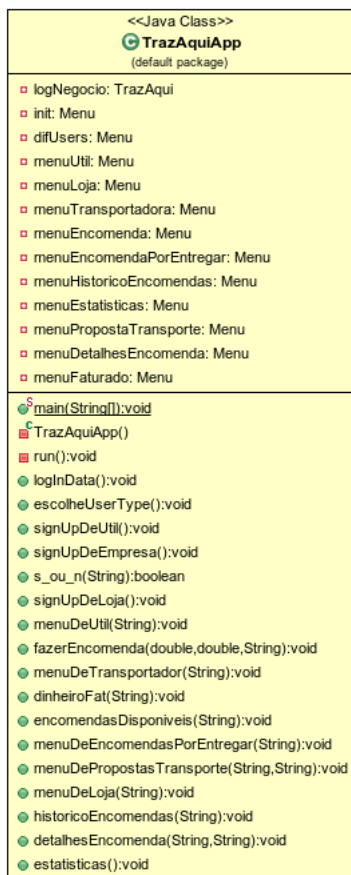 <<Java Class>>
TrazAquiApp
(default package)
logNegocio: TrazAqui
init: Menu
difUsers: Menu
menuUtil: Menu
menuLoja: Menu
menuTransportadora: Menu
menuEncomenda: Menu
menuEncomendaPorEntregar: Menu
menuHistoricoEncomendas: Menu
menuEstatisticas: Menu
menuPropostaTransporte: Menu
menuDetalhesEncomenda: Menu
menuFaturado: Menu
main(String[]):void
TrazAquiApp()
run():void
logInData():void
escolheUserType():void
signUpDeUtil():void
signUpDeEmpresa():void
s_ou_n(String):boolean
signUpDeLoja():void
menuDeUtil(String):void
fazerEncomenda(double,double,String):void
menuDeTransportador(String):void
dinheiroFat(String):void
encomendasDisponiveis(String):void
menuDeEncomendasPorEntregar(String):void
menuDePropostasTransporte(String,String):void
menuDeLoja(String):void
historicoEncomendas(String):void
detalhesEncomenda(String,String):void
estatisticas():void